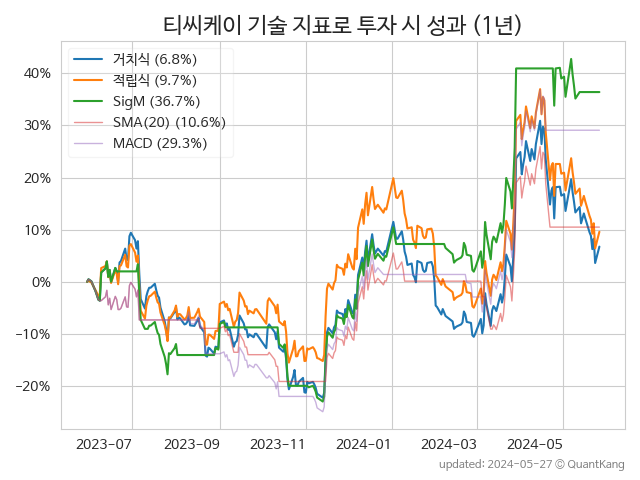 티씨케이 기술 지표로 투자 시 성과 (1년)
거치식 (6.8%)
적립식 (9.7%)
SigM (36.7%)
SMA(20) (10.6%)
MACD (29.3%)
40%
30%
20%
10%
0%
−10%
−20%
2023-07 2023-09 2023-11 2024-01 2024-03 2024-05
updated: 2024-05-27 © QuantKang